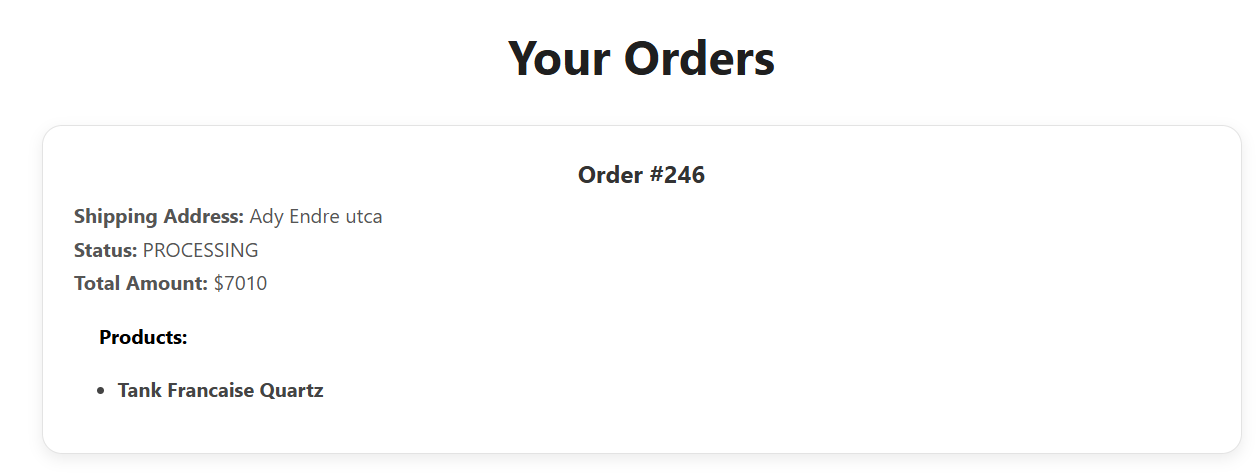 Your Orders
Order #246
Shipping Address: Ady Endre utca
Status: PROCESSING
Total Amount: $7010
Products:
• Tank Francaise Quartz